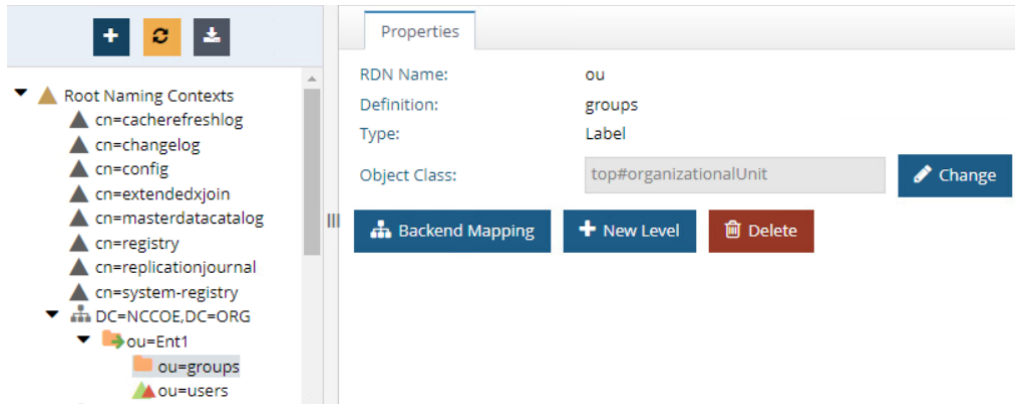 Root Naming Contexts
cn=cacherefreshlog
cn=changelog
cn=config
cn=extendedxjoin
cn=masterdatacatalog
cn=registry
cn=replicationjournal
cn=system-registry
DC=NCCOE,DC=ORG
ou=Ent1
ou=groups
ou=users
Properties
RDN Name: ou
Definition: groups
Type: Label
Object Class: top#organizationalUnit Change
Backend Mapping New Level Delete